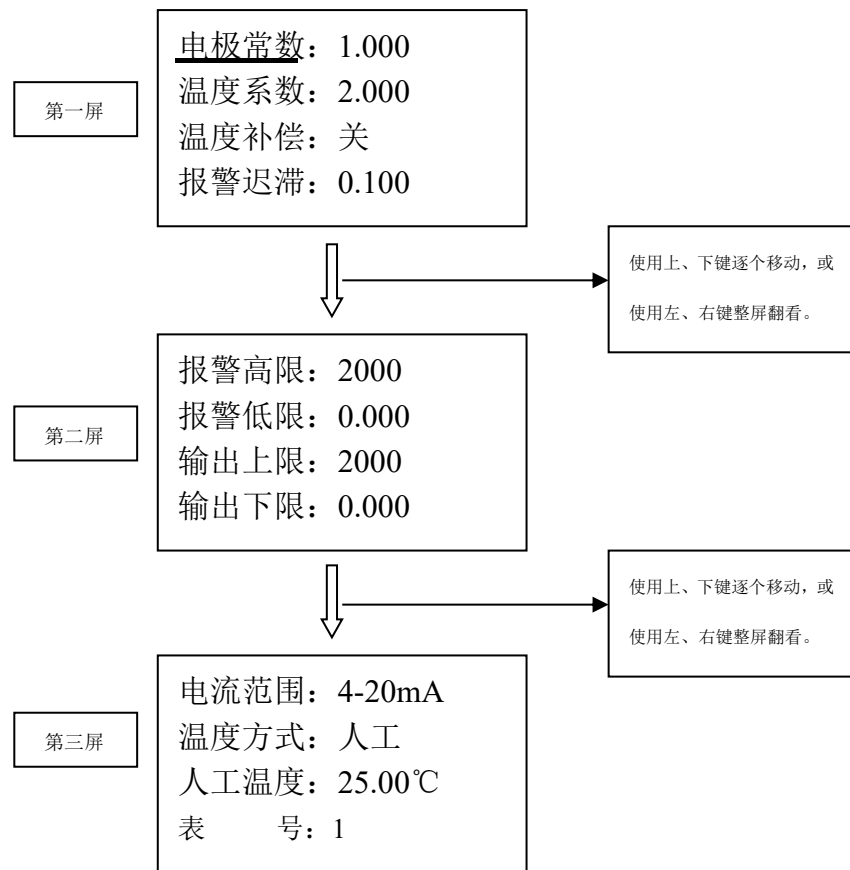 电极常数：1.000
温度系数：2.000
第一屏
温度补偿：关
报警迟滞：0.100
使用上、下键逐个移动，或
使用左、右键整屏翻看。
报警高限：2000
报警低限：0.000
第二屏
输出上限：2000
输出下限：0.000
使用上、下键逐个移动，或
使用左、右键整屏翻看。
电流范围：4-20mA
温度方式：人工
第三屏
人工温度：25.00℃
表 号：1